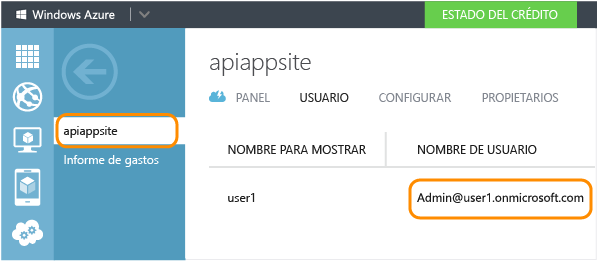 Windows Azure
ESTADO DEL CRÉDITO
apiappsite
Informe de gastos
apiappsite
PANEL USUARIO CONFIGURAR PROPIETARIOS
NOMBRE PARA MOSTRAR NOMBRE DE USUARIO
user1 Admin@user1.onmicrosoft.com